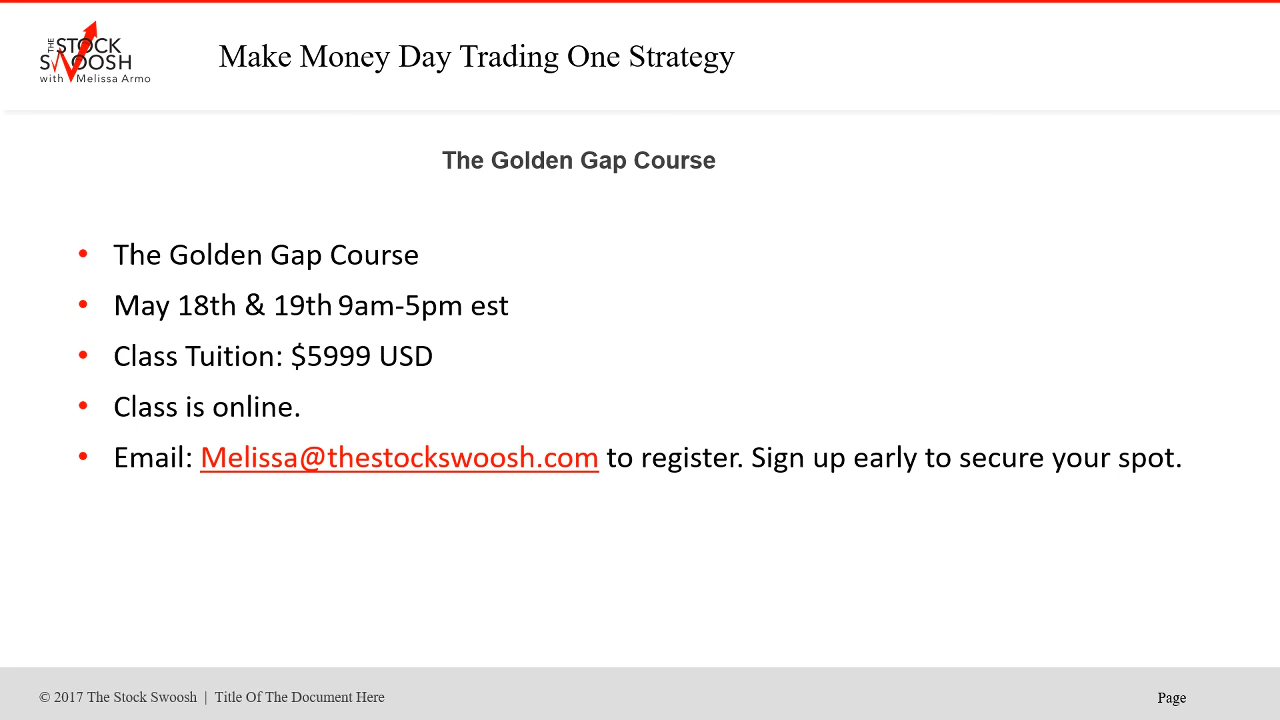 THE STOCK
SWOOSH
with Melissa Armo
Make Money Day Trading One Strategy
The Golden Gap Course
• The Golden Gap Course
• May 18th & 19th 9am-5pm est
• Class Tuition: $5999 USD
• Class is online.
• Email: Melissa@thestockswoosh.com to register. Sign up early to secure your spot.
© 2017 The Stock Swoosh | Title Of The Document Here
Page